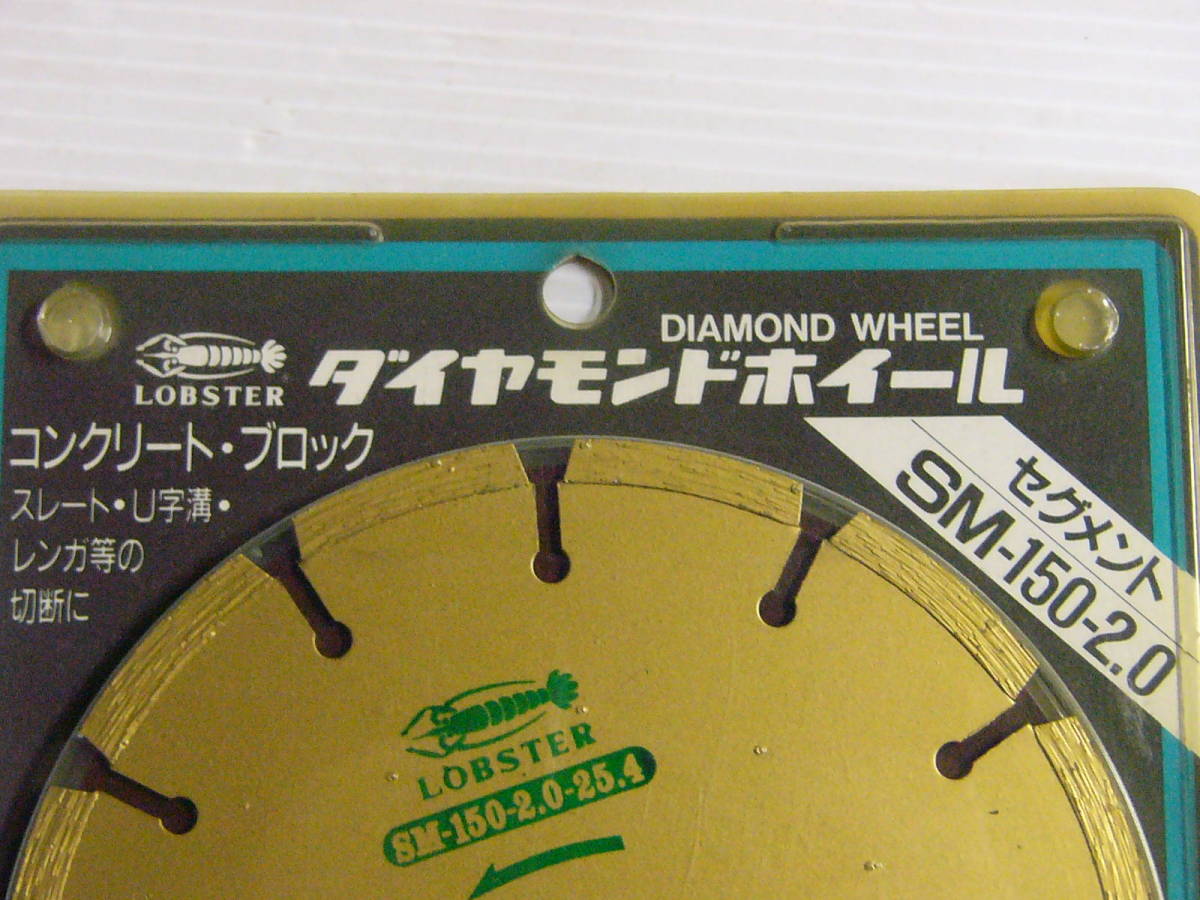 DIAMOND WHEEL
LOBSTER
ダイヤモンドホイール
コンクリート・ブロック
スレート・U字溝・
レンガ等の
切断に
セグメント
SM-150-2.0
LOBSTER
SM-150-2.0-25.4